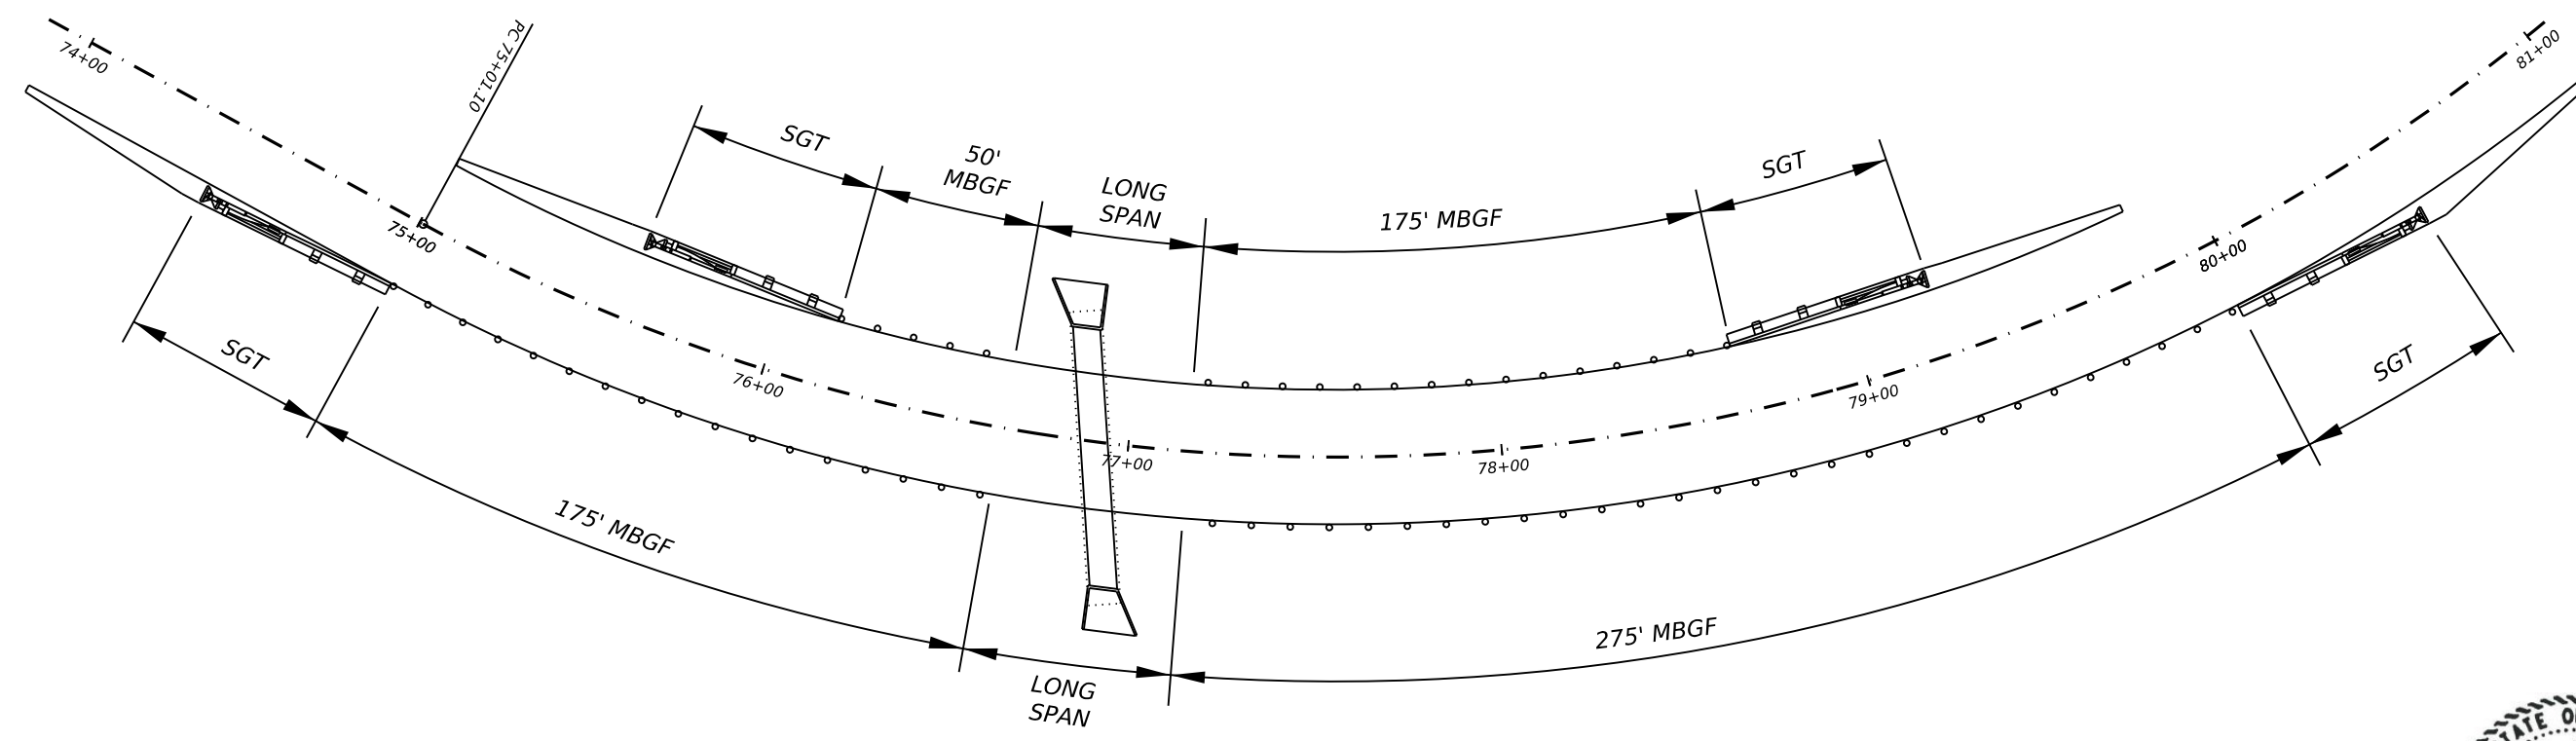 74+00
PC 75+01.10
75+00
SGT
50'
MBGF
LONG
SPAN
175' MBGF
SGT
81+00
80+00
76+00
77+00
78+00
79+00
SGT
175' MBGF
LONG
SPAN
275' MBGF
SGT
ATE O